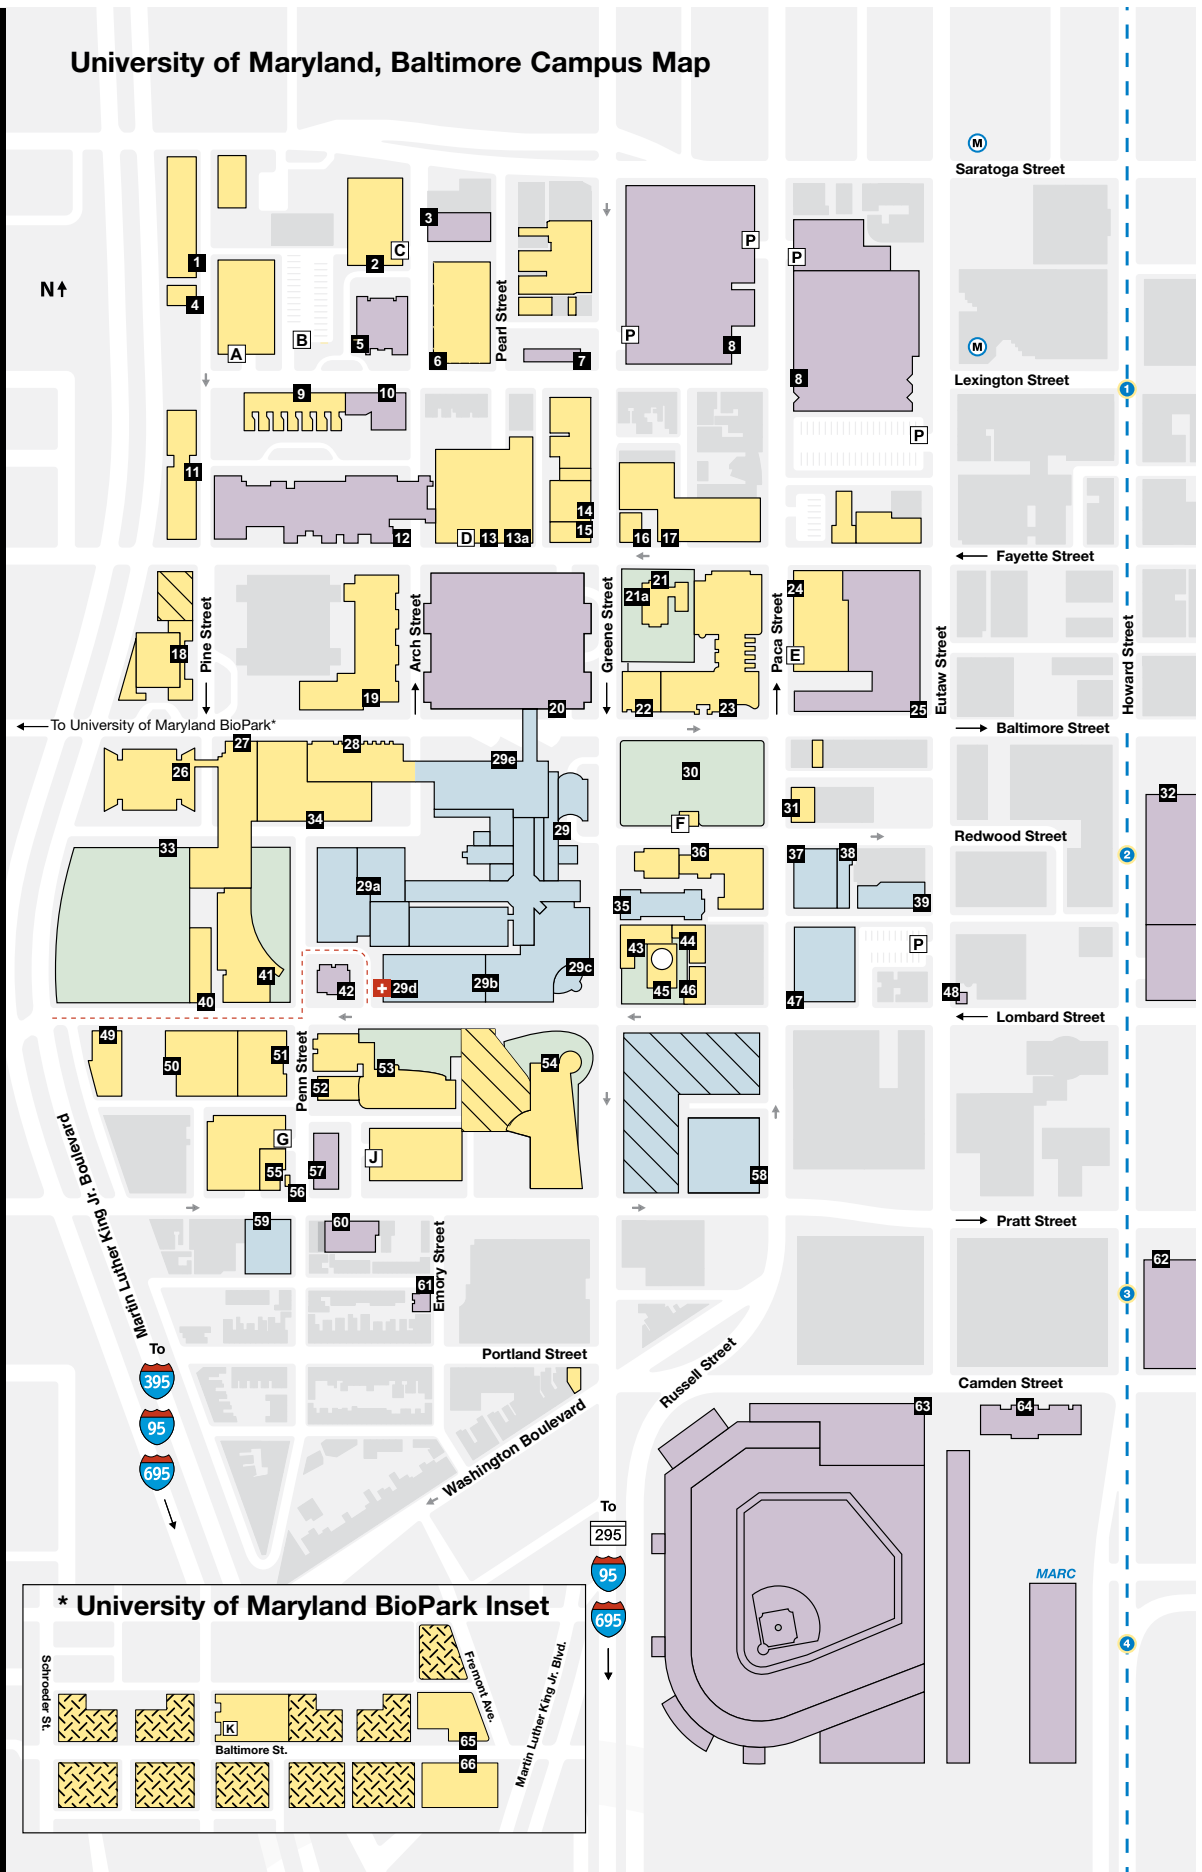 University of Maryland, Baltimore Campus Map
M
Saratoga Street
3
C
1
2
P
P
N
4
Pearl Street
A
B
5
6
7
P
8
M
8
Lexington Street
1
9
10
P
11
12
D
13
13a
14
15
16
17
Fayette Street
18
Pine Street
19
Arch Street
20
Greene Street
21
21a
22
23
Paca Street
24
E
25
Eutaw Street
Howard Street
To University of Maryland BioPark*
Baltimore Street
26
27
28
29e
30
31
32
33
34
29
F
Redwood Street
2
29a
35
36
37
38
39
40
41
42
29d
29b
29c
43
44
45
46
47
P
48
Lombard Street
49
50
51
Penn Street
52
53
54
G
J
55
56
57
58
Martin Luther King Jr. Boulevard
59
60
Pratt Street
61
Emory Street
62
3
To
395
95
695
Portland Street
Russell Street
Washington Boulevard
Camden Street
63
64
To
295
95
695
MARC
4
* University of Maryland BioPark Inset
Schroeder St.
Fremont Ave.
Martin Luther King Jr. Blvd.
K
Baltimore St.
65
66